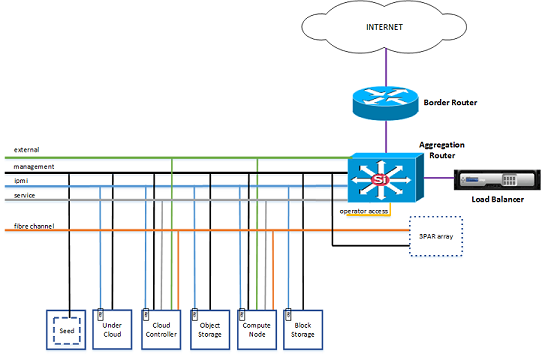 INTERNET
Border Router
Aggregation
Router
external
management
ipmi
service
Si
Load Balancer
operator access
fibre channel
3PAR array
Seed
Under
Cloud
Cloud
Controller
Object
Storage
Compute
Node
Block
Storage